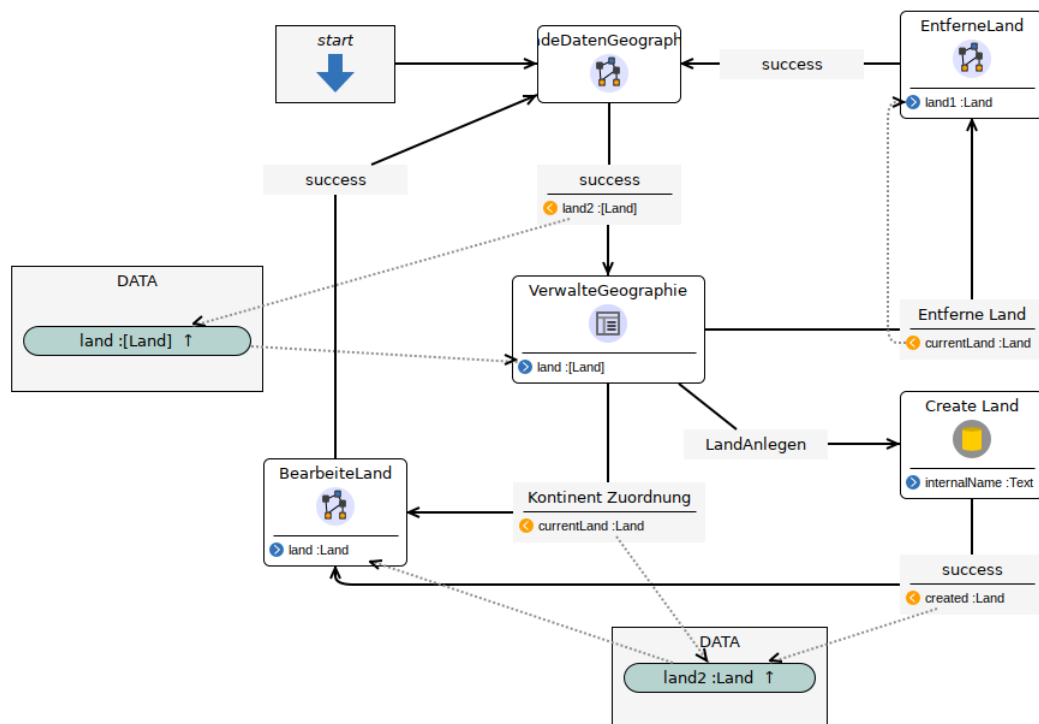 start
deDatenGeograph
EntferneLand
success
land1 :Land
success
success
land2 :[Land]
DATA
land :[Land] ↑
VerwalteGeographie
land :[Land]
Entferne Land
currentLand :Land
Create Land
internalName :Text
LandAnlegen
BearbeiteLand
land :Land
Kontinent Zuordnung
currentLand :Land
success
created :Land
DATA
land2 :Land ↑